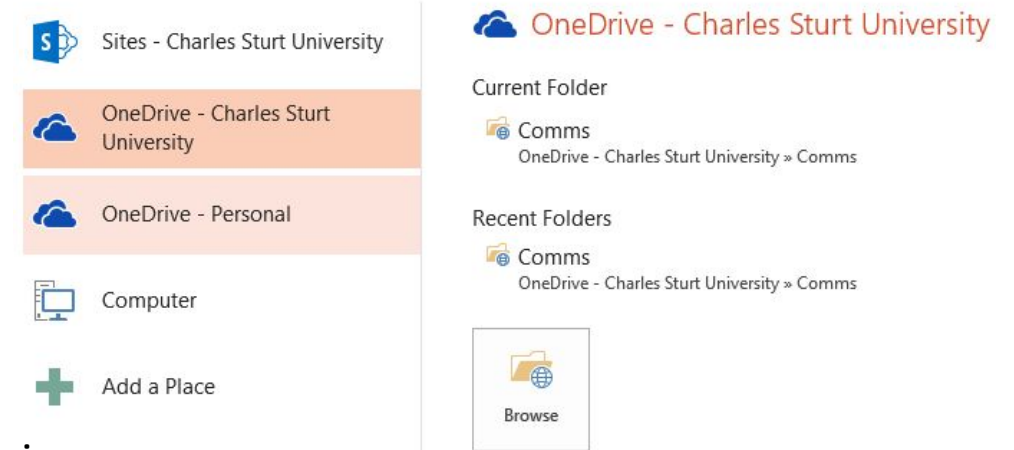 Sites - Charles Sturt University
OneDrive - Charles Sturt
University
OneDrive - Personal
Computer
Add a Place
OneDrive - Charles Sturt University
Current Folder
Comms
OneDrive - Charles Sturt University » Comms
Recent Folders
Comms
OneDrive - Charles Sturt University » Comms
Browse